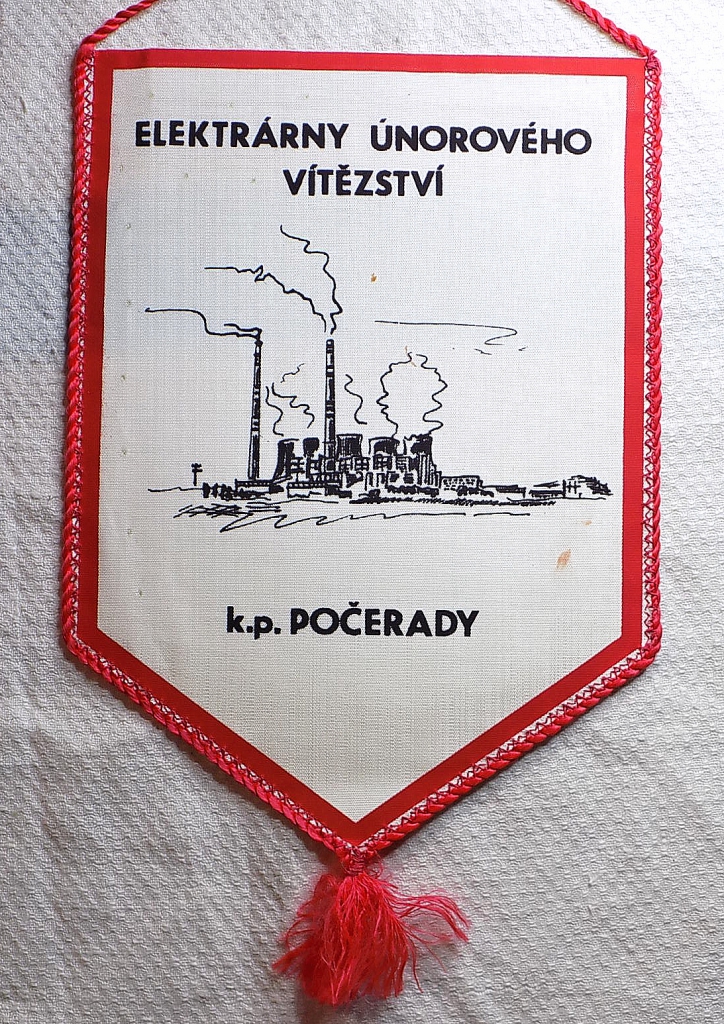 ELEKTRÁRNY ÚNOROVÉHO
VÍTĚZSTVÍ
k.p. POČERADY